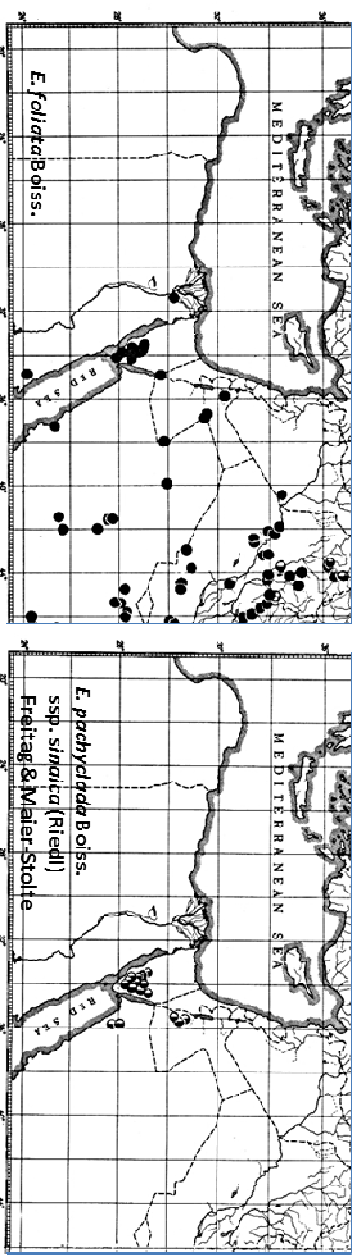 MEDITERRANEAN SEA
RED SEA
E. foliata Boiss.
MEDITERRANEAN SEA
RED SEA
E. pachyclada Boiss.
ssp. sinaica (Riedl)
Freitag & Maier-Stolte